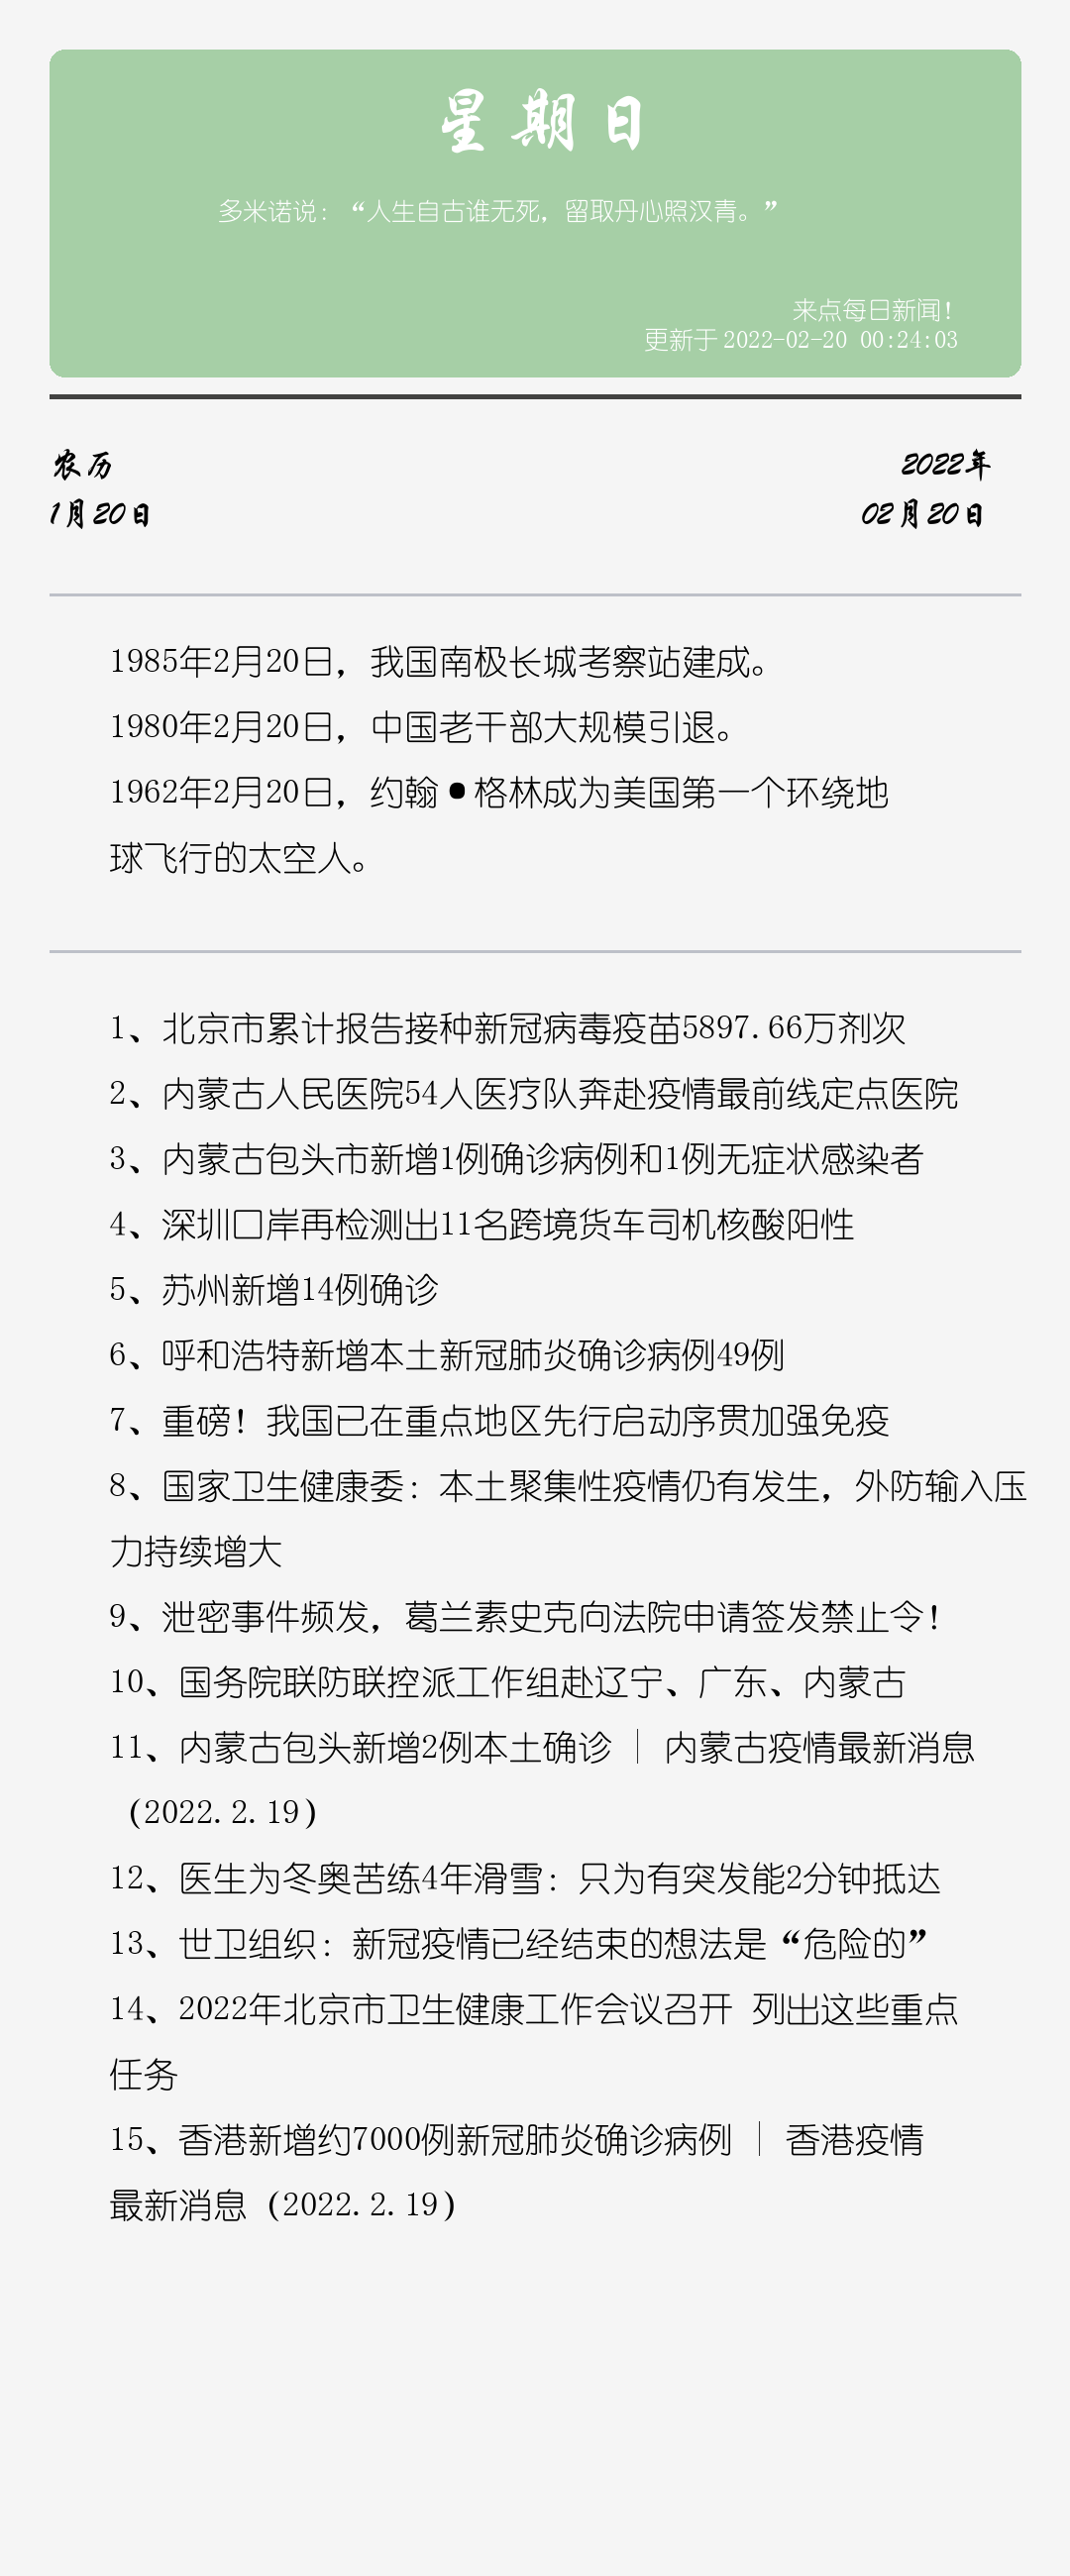 星期日
多米诺说：“人生自古谁无死，留取丹心照汉青。”
来点每日新闻！
更新于 2022-02-20 00:24:03
农历
2022年
1月20日
02月20日
1985年2月20日，我国南极长城考察站建成。
1980年2月20日，中国老干部大规模引退。
1962年2月20日，约翰•格林成为美国第一个环绕地
球飞行的太空人。
1、北京市累计报告接种新冠病毒疫苗5897.66万剂次
2、内蒙古人民医院54人医疗队奔赴疫情最前线定点医院
3、内蒙古包头市新增1例确诊病例和1例无症状感染者
4、深圳口岸再检测出11名跨境货车司机核酸阳性
5、苏州新增14例确诊
6、呼和浩特新增本土新冠肺炎确诊病例49例
7、重磅！我国已在重点地区先行启动序贯加强免疫
8、国家卫生健康委：本土聚集性疫情仍有发生，外防输入压
力持续增大
9、泄密事件频发，葛兰素史克向法院申请签发禁止令！
10、国务院联防联控派工作组赴辽宁、广东、内蒙古
11、内蒙古包头新增2例本土确诊 | 内蒙古疫情最新消息
（2022.2.19）
12、医生为冬奥苦练4年滑雪：只为有突发能2分钟抵达
13、世卫组织：新冠疫情已经结束的想法是“危险的”
14、2022年北京市卫生健康工作会议召开 列出这些重点
任务
15、香港新增约7000例新冠肺炎确诊病例 | 香港疫情
最新消息（2022.2.19）